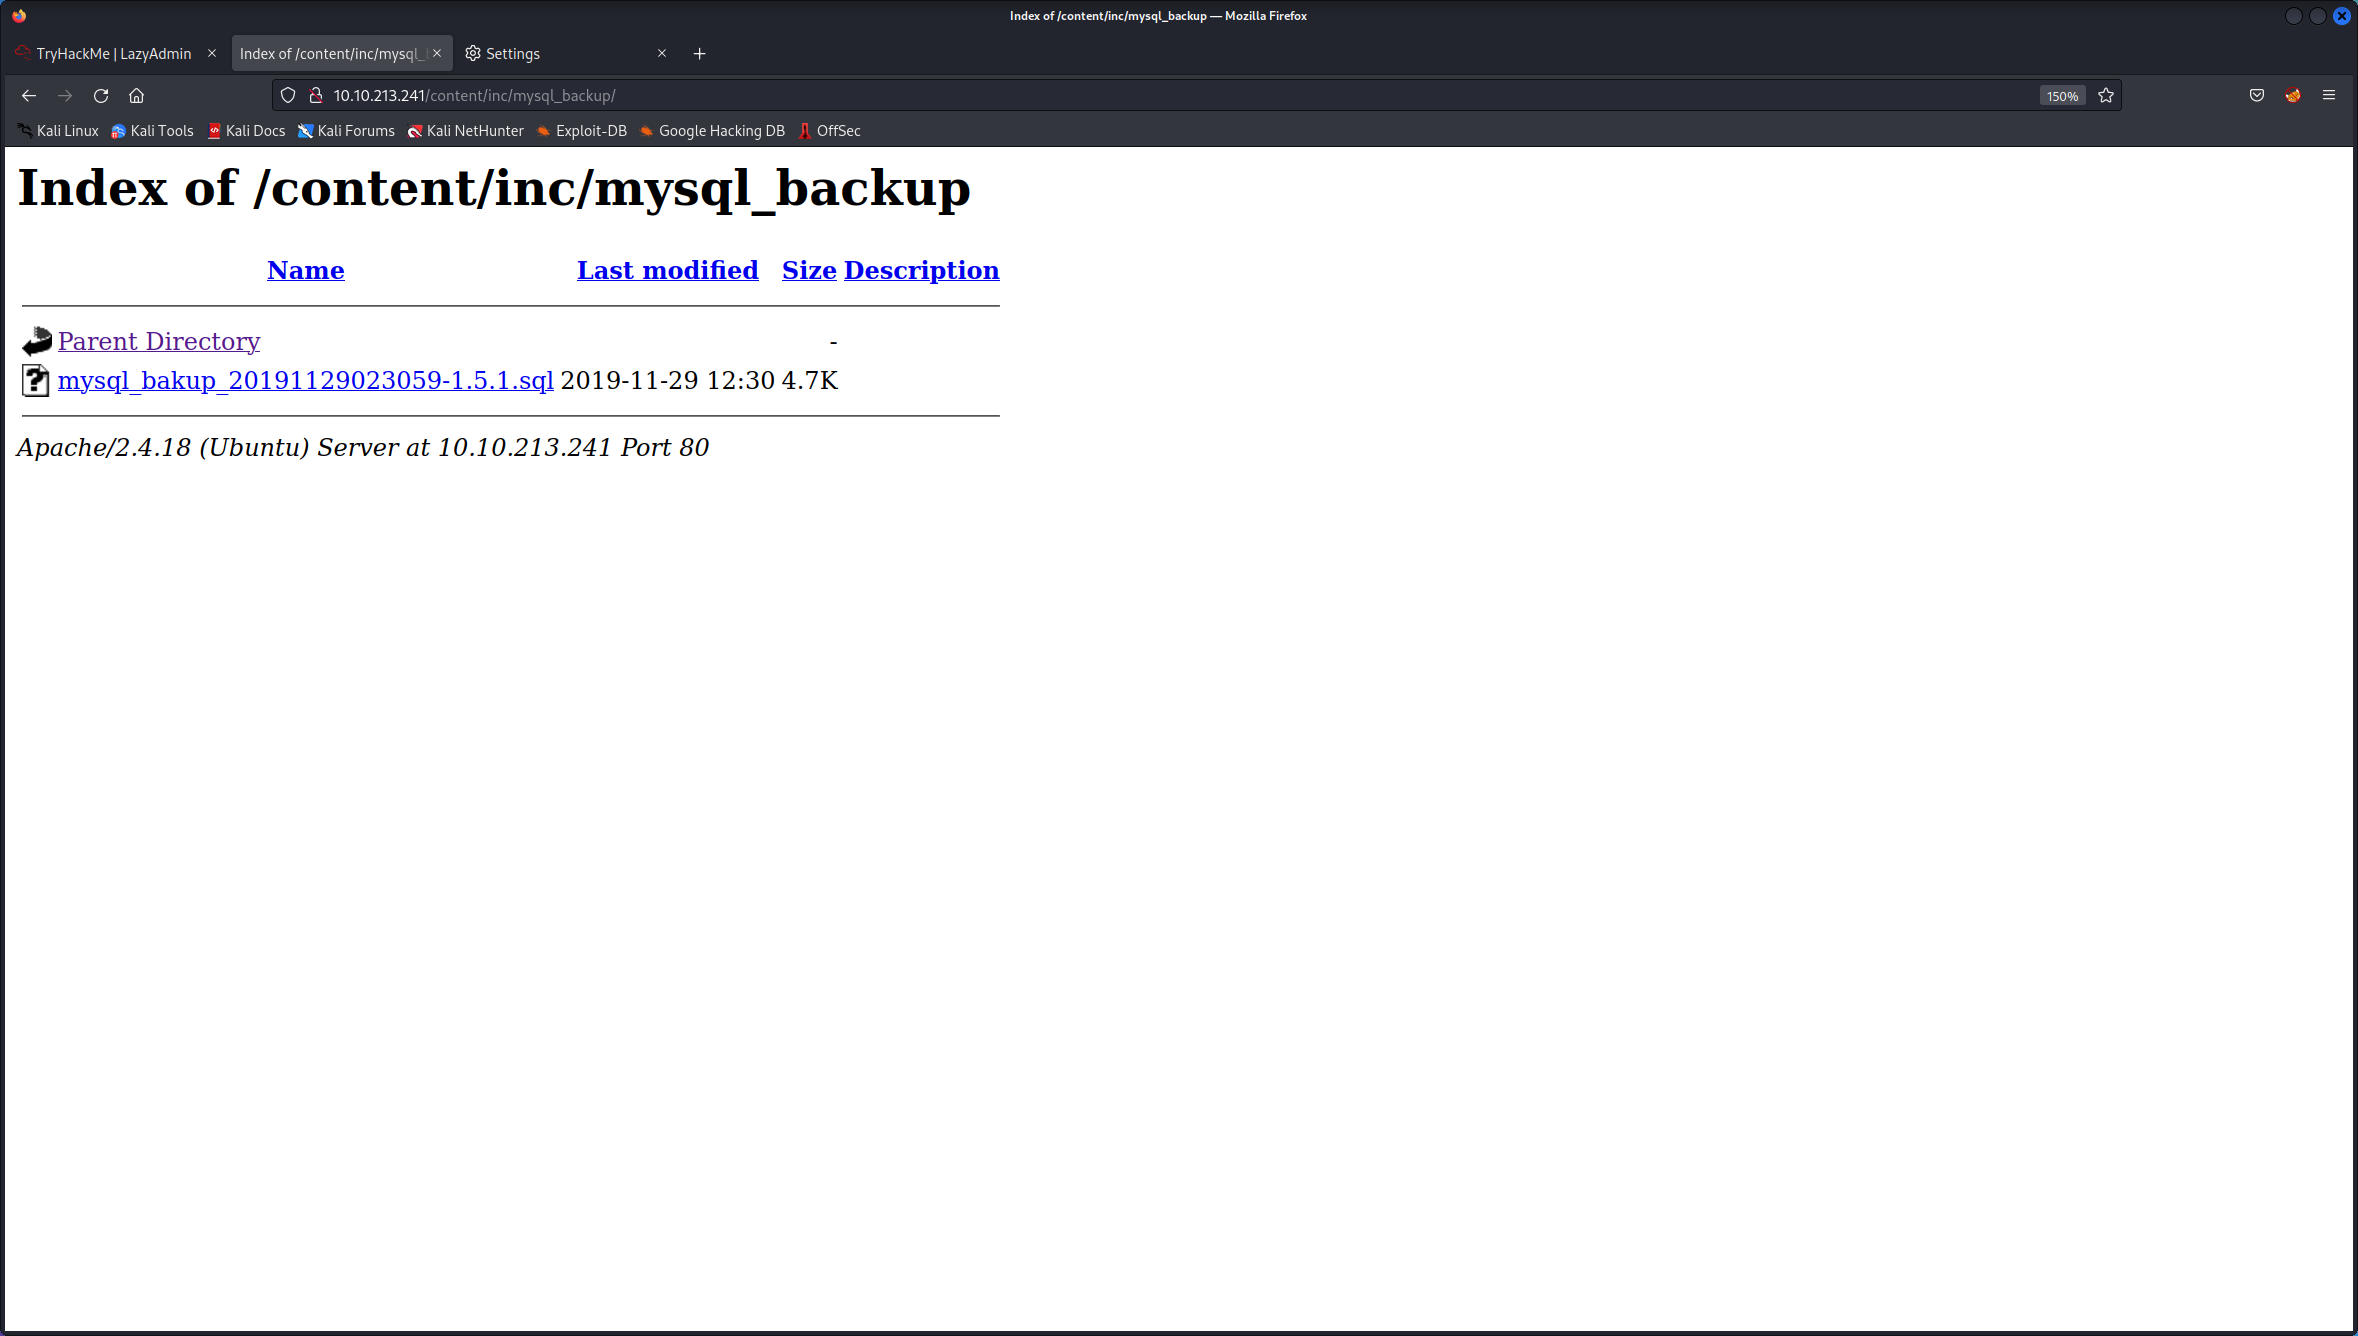 Index of /content/inc/mysql_backup — Mozilla Firefox
TryHackMe | LazyAdmin
Index of /content/inc/mysql_
Settings
10.10.213.241/content/inc/mysql_backup/
150%
Kali Linux Kali Tools Kali Docs Kali Forums Kali NetHunter Exploit-DB Google Hacking DB OffSec
Index of /content/inc/mysql_backup
Name Last modified Size Description
Parent Directory -
mysql_bakup_20191129023059-1.5.1.sql 2019-11-29 12:30 4.7K
Apache/2.4.18 (Ubuntu) Server at 10.10.213.241 Port 80